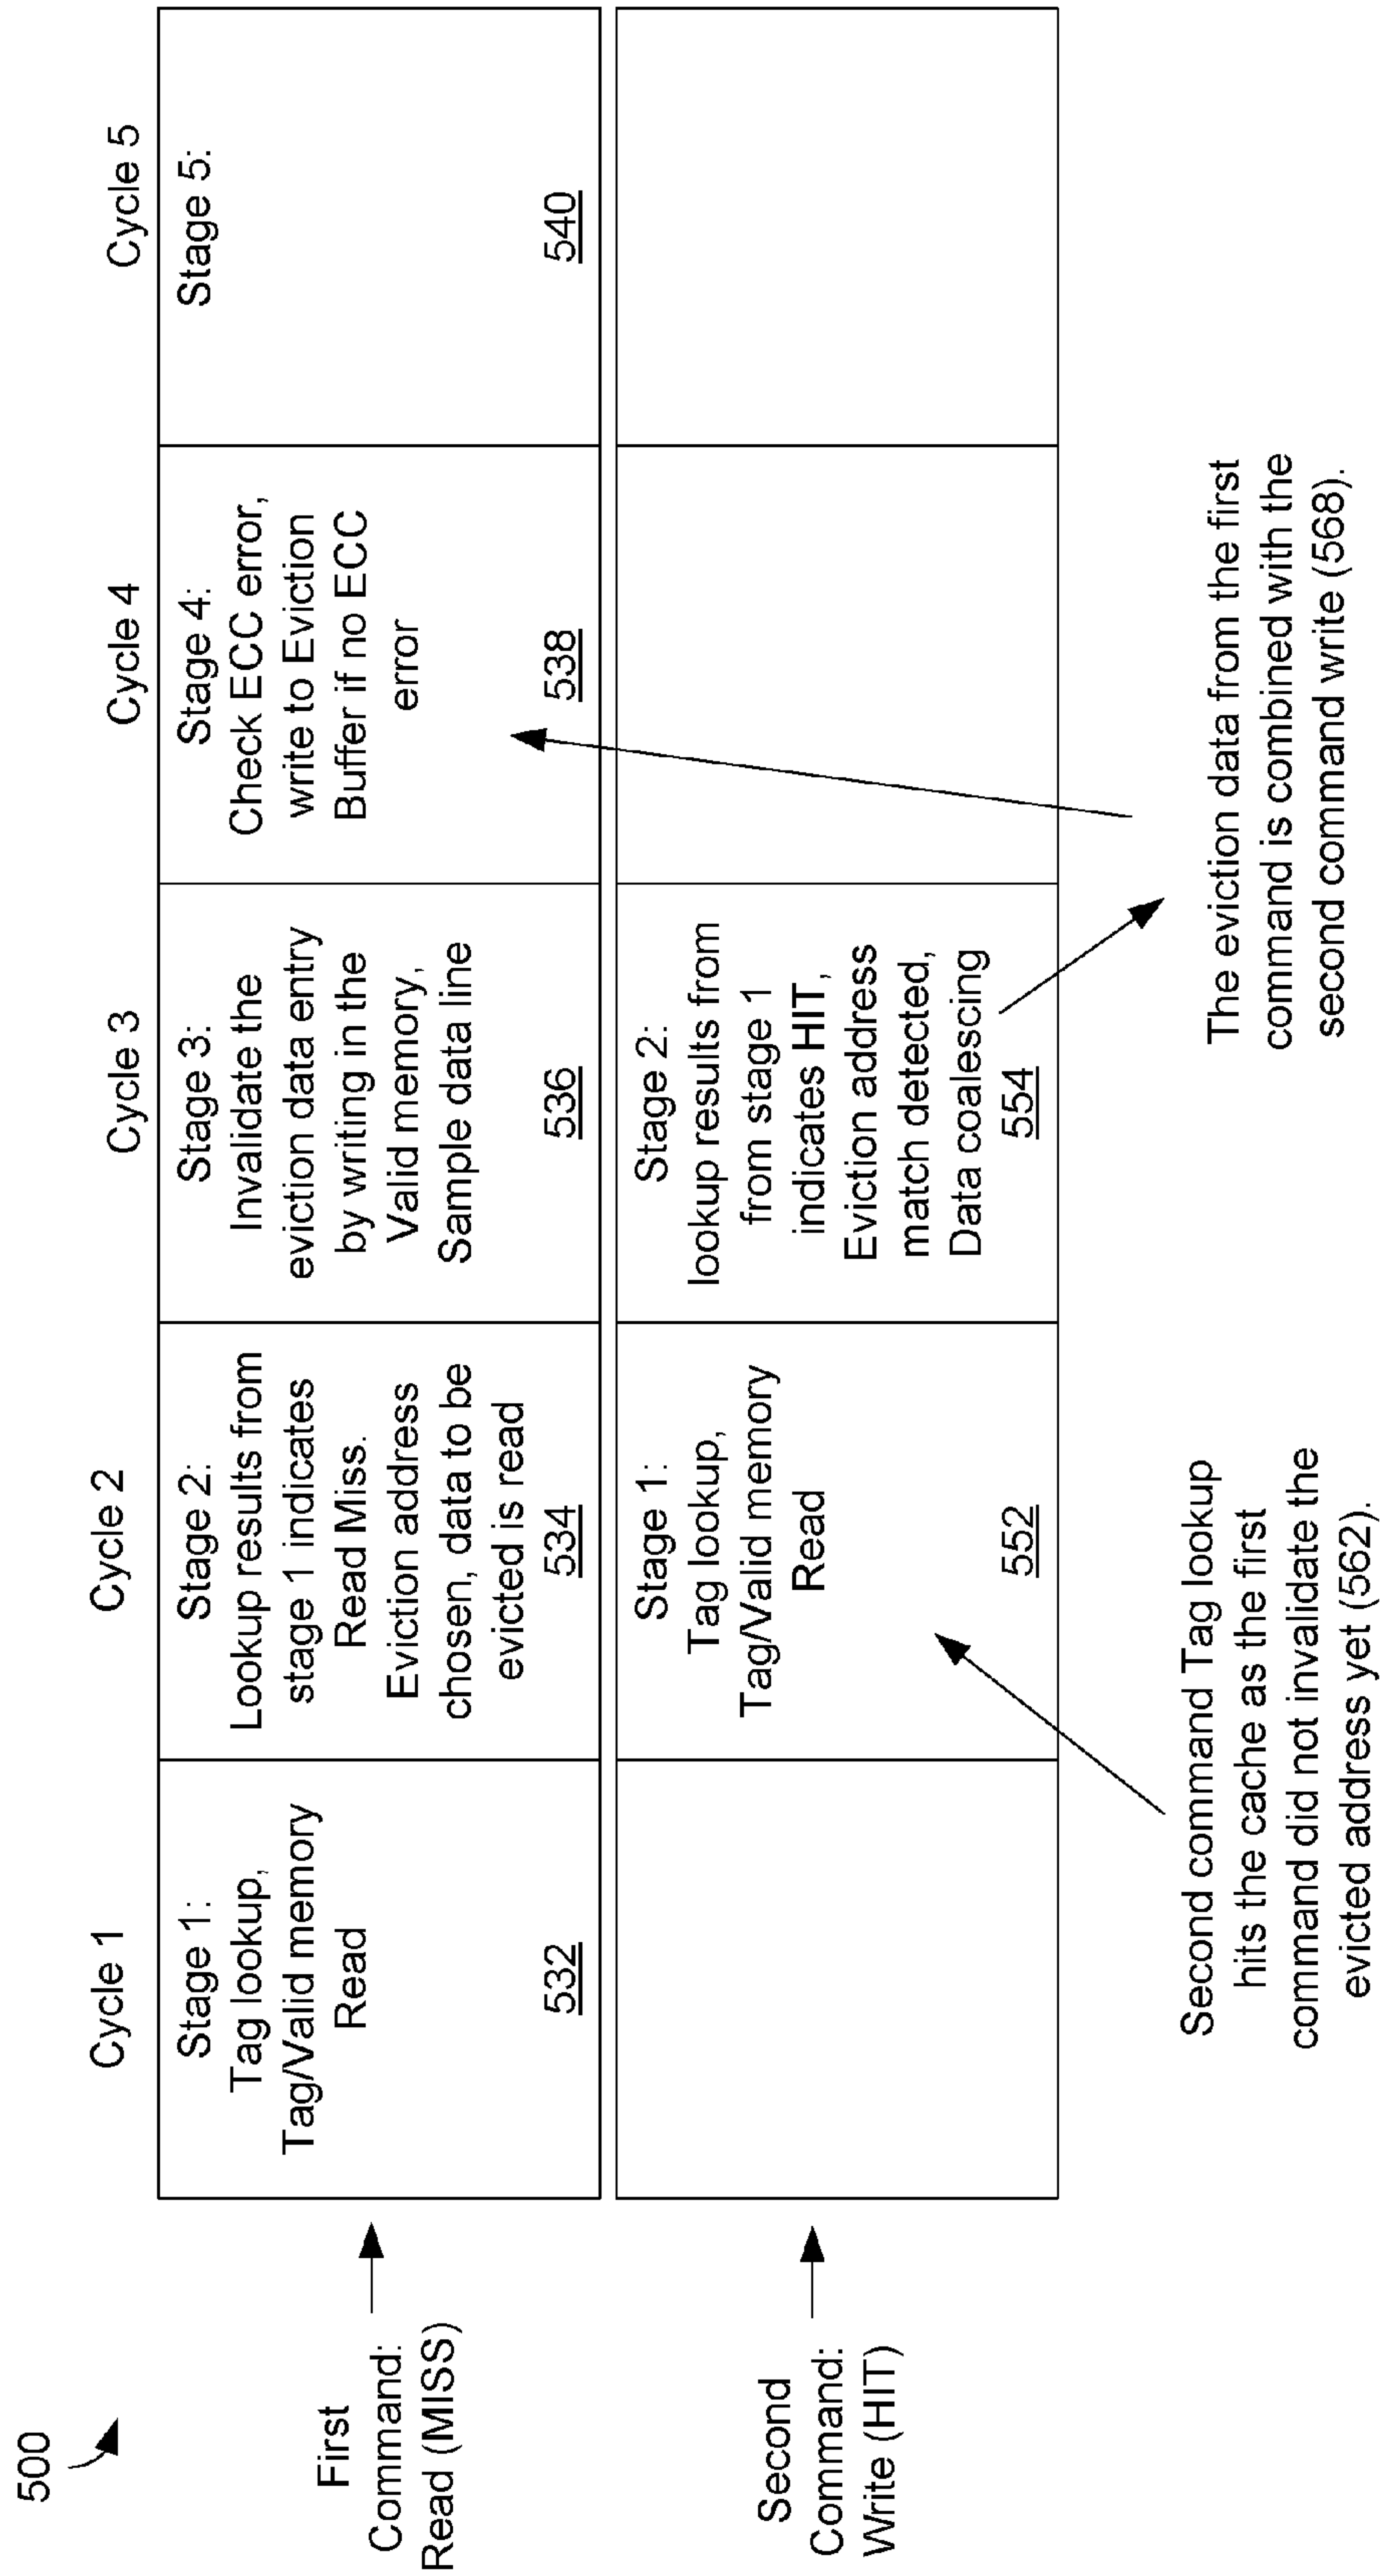 500
Cycle 1
Cycle 2
Cycle 3
Cycle 4
Cycle 5
First
Command:
Read (MISS)
Stage 1:
Tag lookup,
Tag/Valid memory
Read
532
Stage 2:
Lookup results from
stage 1 indicates
Read Miss.
Eviction address
chosen, data to be
evicted is read
534
Stage 3:
Invalidate the
eviction data entry
by writing in the
Valid memory,
Sample data line
536
Stage 4:
Check ECC error,
write to Eviction
Buffer if no ECC
error
538
Stage 5:
540
Second
Command:
Write (HIT)
Stage 1:
Tag lookup,
Tag/Valid memory
Read
552
Stage 2:
lookup results from
from stage 1
indicates HIT,
Eviction address
match detected,
Data coalescing
554
Second command Tag lookup
hits the cache as the first
command did not invalidate the
evicted address yet (562).
The eviction data from the first
command is combined with the
second command write (568).